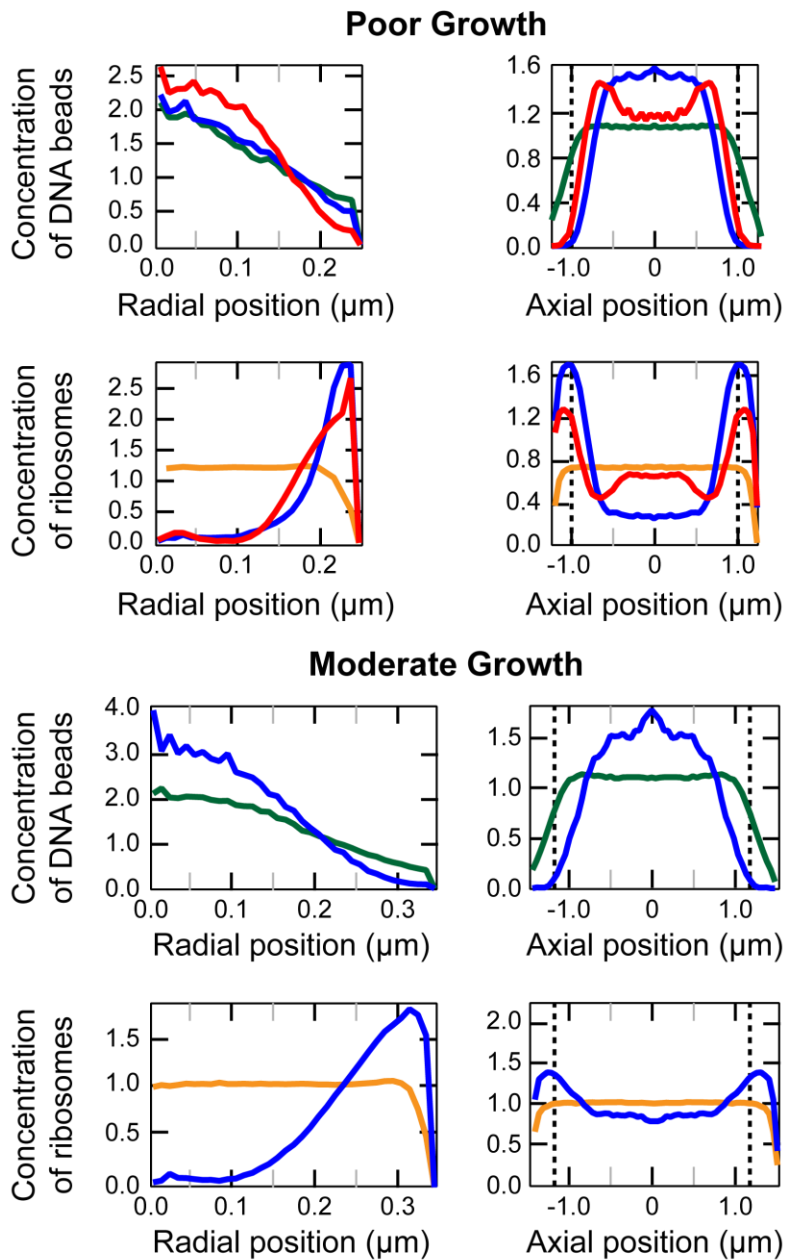 Poor Growth
Concentration
of DNA beads
2.5
2.0
1.5
1.0
0.5
0.0
0.0 0.1 0.2
Radial position (µm)
1.6
1.2
0.8
0.4
0.0
-1.0 0 1.0
Axial position (µm)
Concentration
of ribosomes
2.5
2.0
1.5
1.0
0.5
0.0
0.0 0.1 0.2
Radial position (µm)
1.6
1.2
0.8
0.4
0.0
-1.0 0 1.0
Axial position (µm)
Moderate Growth
Concentration
of DNA beads
4.0
3.0
2.0
1.0
0.0
0.0 0.1 0.2 0.3
Radial position (µm)
1.5
1.0
0.5
0.0
-1.0 0 1.0
Axial position (µm)
Concentration
of ribosomes
1.5
1.0
0.5
0.0
0.0 0.1 0.2 0.3
Radial position (µm)
2.0
1.5
1.0
0.5
0.0
-1.0 0 1.0
Axial position (µm)